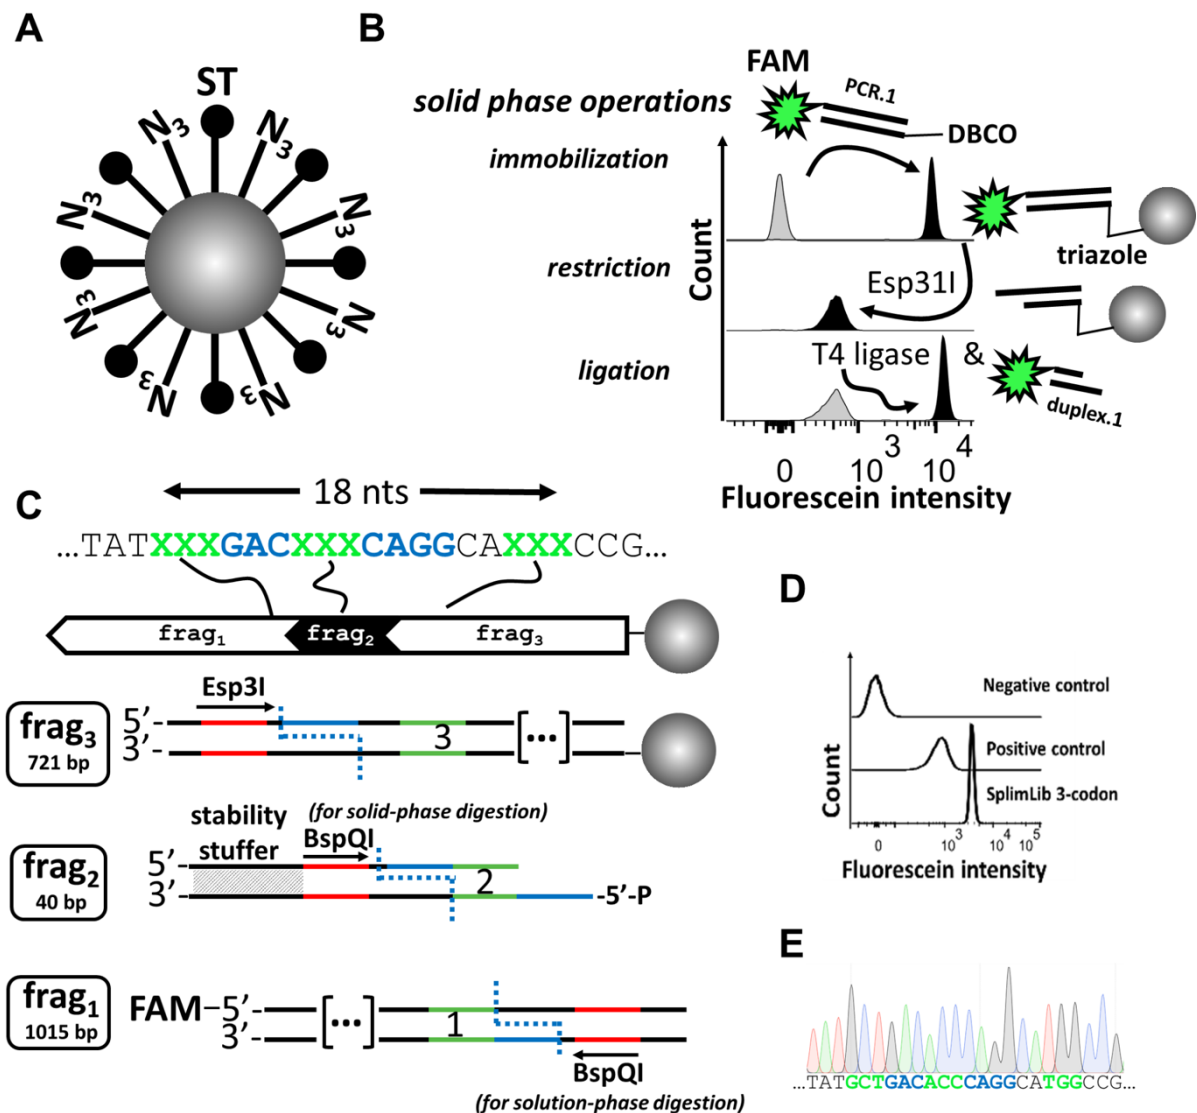 A
ST
N3
N3
N3
N3
N3
N3
N3
N3
B
FAM
PCR.1
solid phase operations
DBCO
immobilization
triazole
restriction
Esp31I
ligation
T4 ligase &
duplex.1
Count
0 10 3 10 4
Fluorescein intensity
C
18 nts
...TATXXXGACXXXCAGGCAXXXCCG...
frag1 frag2 frag3
Esp3I
frag3
721 bp
5'-
3'-
3
[...]
(for solid-phase digestion)
stability
stuffer
BspQI
frag2
40 bp
5'-
3'-
2
-5'-P
frag1
1015 bp
FAM-5'-
3'-
[...]
1
BspQI
(for solution-phase digestion)
D
Negative control
Positive control
SplimLib 3-codon
Count
0 10 3 10 4 10 5
Fluorescein intensity
E
...TATGCTGACACCCAGGCATGGCCG...